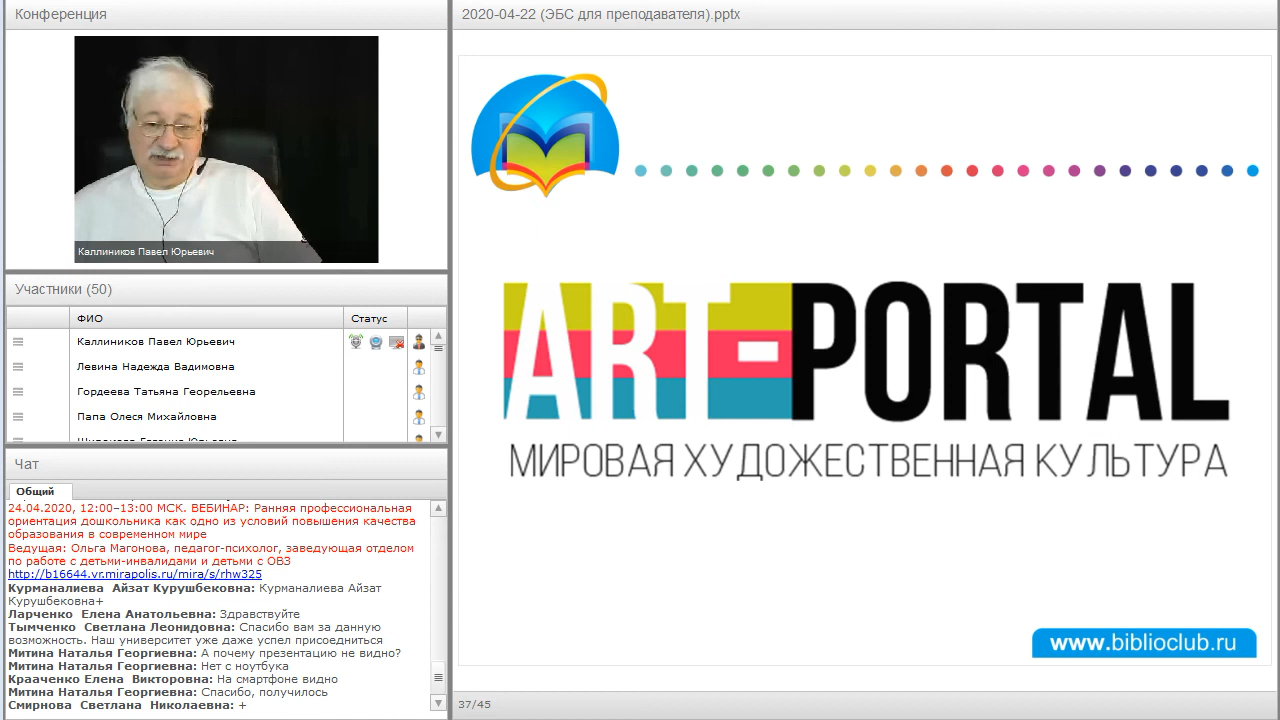 Конференция
Каллиников Павел Юрьевич
Участники (50)
ФИО
Статус
Каллиников Павел Юрьевич
Левина Надежда Вадимовна
Гордеева Татьяна Георельевна
Папа Олеся Михайловна
Чат
Общий
24.04.2020, 12:00–13:00 МСК. ВЕБИНАР: Ранняя профессиональная
ориентация дошкольника как одно из условий повышения качества
образования в современном мире
Ведущая: Ольга Магонова, педагог-психолог, заведующая отделом
по работе с детьми-инвалидами и детьми с ОВЗ
http://b16644.vr.mirapolis.ru/mira/s/rhw325
Курманалиева Айзат Курушбековна: Курманалиева Айзат
Курушбековна+
Ларченко Елена Анатольевна: Здравствуйте
Тымченко Светлана Леонидовна: Спасибо вам за данную
возможность. Наш университет уже даже успел присоедниться
Митина Наталья Георгиевна: А почему презентацию не видно?
Митина Наталья Георгиевна: Нет с ноутбука
Крааченко Елена Викторовна: На смартфоне видно
Митина Наталья Георгиевна: Спасибо, получилось
Смирнова Светлана Николаевна: +
2020-04-22 (ЭБС для преподавателя).pptx
ART-PORTAL
МИРОВАЯ ХУДОЖЕСТВЕННАЯ КУЛЬТУРА
www.biblioclub.ru
37/45